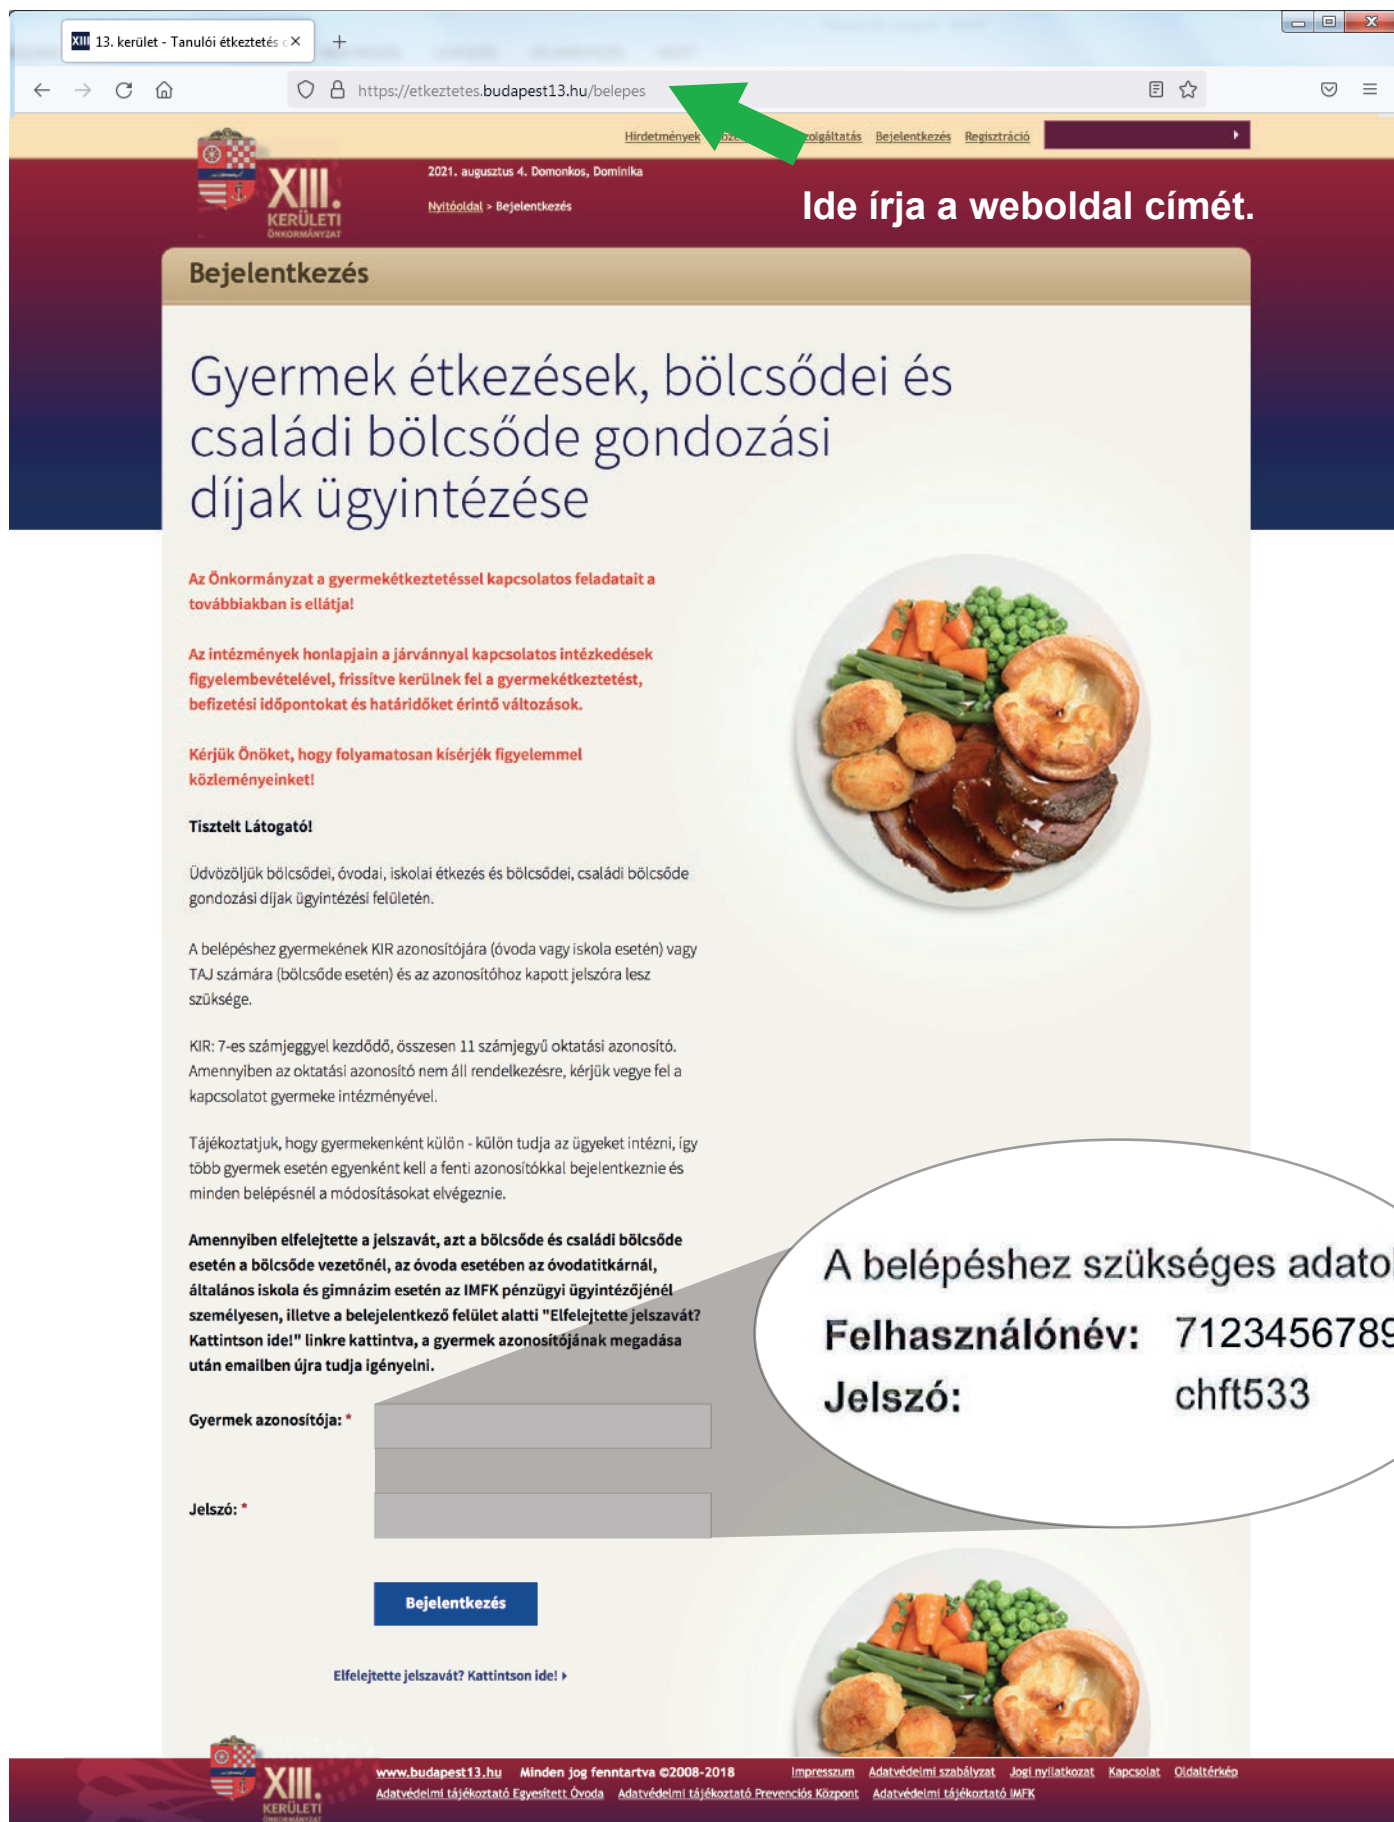 XIII 13. kerület - Tanulói étkeztetés
https://etkeztetes.budapest13.hu/belepes
Hirdetmények
Bejelentkezés Regisztráció
XIII.
KERÜLETI
ÖNKORMÁNYZAT
2021. augusztus 4. Domonkos, Dominika
Nyitóoldal > Bejelentkezés
Ide írja a weboldal címét.
Bejelentkezés
Gyermek étkezések, bölcsődei és
családi bölcsőde gondozási
díjak ügyintézése
Az Önkormányzat a gyermekétkeztetéssel kapcsolatos feladatait a
továbbiakban is ellátja!
Az intézmények honlapjain a járvánnyal kapcsolatos intézkedések
figyelembevételével, frissítve kerülnek fel a gyermekétkeztetést,
befizetési időpontokat és határidőket érintő változások.
Kérjük Önöket, hogy folyamatosan kísérjék figyelemmel
közleményeinket!
Tisztelt Látogató!
Üdvözöljük bölcsődei, óvodai, iskolai étkezés és bölcsődei, családi bölcsőde
gondozási díjak ügyintézési felületén.
A belépéshez gyermekének KIR azonosítójára (óvoda vagy iskola esetén) vagy
TAJ számára (bölcsőde esetén) és az azonosítóhoz kapott jelszóra lesz
szüksége.
KIR: 7-es számjeggyel kezdődő, összesen 11 számjegyű oktatási azonosító.
Amennyiben az oktatási azonosító nem áll rendelkezésre, kérjük vegye fel a
kapcsolatot gyermeke intézményével.
Tájékoztatjuk, hogy gyermekenként külön - külön tudja az ügyeket intézni, így
több gyermek esetén egyenként kell a fenti azonosítókkal bejelentkeznie és
minden belépésnél a módosításokat elvégeznie.
Amennyiben elfelejtette a jelszavát, azt a bölcsőde és családi bölcsőde
esetén a bölcsőde vezetőnél, az óvoda esetében az óvodatitkárnál,
általános iskola és gimnázim esetén az IMFK pénzügyi ügyintézőjénél
személyesen, illetve a belejelentkező felület alatti "Elfelejtette jelszavát?
Kattintson ide!" linkre kattintva, a gyermek azonosítójának megadása
után emailben újra tudja igényelni.
A belépéshez szükséges
Felhasználónév: 7123456789
Jelszó: chft533
Gyermek azonosítója: *
Jelszó: *
Bejelentkezés
Elfelejtette jelszavát? Kattintson ide!
XIII.
KERÜLETI
ÖNKORMÁNYZAT
www.budapest13.hu Minden jog fenntartva ©2008-2018 Impresszum Adatvédelmi szabályzat Jogi nyilatkozat Kapcsolat Oldaltérkép
Adatvédelmi tájékoztató Egyesített Óvoda Adatvédelmi tájékoztató Prevenciós Központ Adatvédelmi tájékoztató IMFK